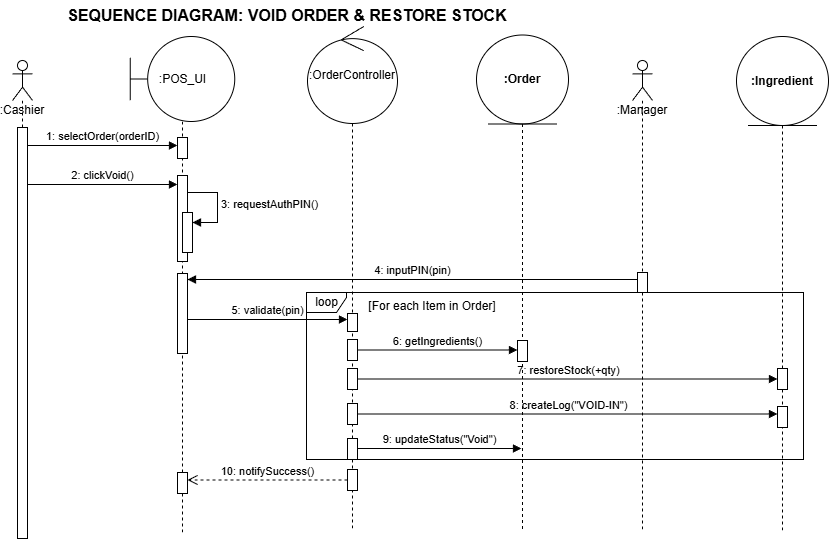 SEQUENCE DIAGRAM: VOID ORDER & RESTORE STOCK
:Cashier
:POS_UI
:OrderController
:Order
:Manager
:Ingredient
1: selectOrder(orderID)
2: clickVoid()
3: requestAuthPIN()
4: inputPIN(pin)
loop
[For each Item in Order]
5: validate(pin)
6: getIngredients()
7: restoreStock(+qty)
8: createLog("VOID-IN")
9: updateStatus("Void")
10: notifySuccess()